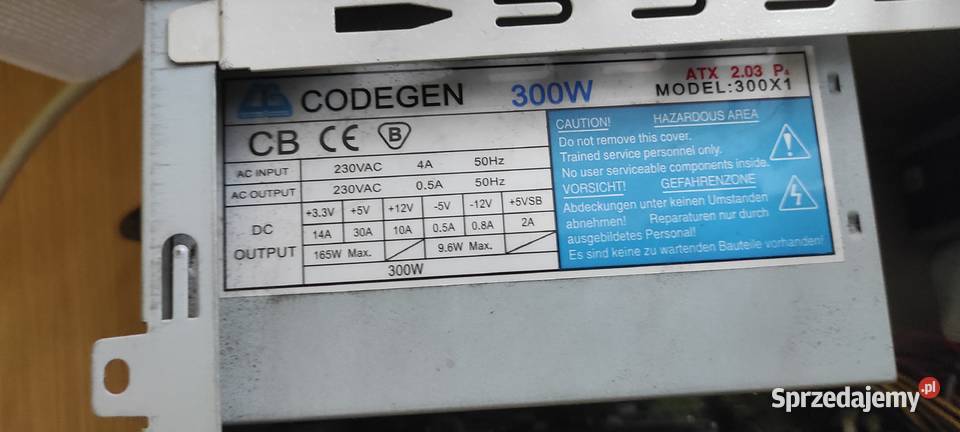 CODEGEN 300W
ATX 2.03 P4
MODEL:300X1
CB CE B
AC INPUT 230VAC 4A 50Hz
AC OUTPUT 230VAC 0.5A 50Hz
DC OUTPUT
+3.3V +5V +12V -5V -12V +5VSB
14A 30A 10A 0.5A 0.8A 2A
165W Max. 9.6W Max.
300W
CAUTION! HAZARDOUS AREA
Do not remove this cover.
Trained service personnel only.
No user serviceable components inside.
VORSICHT! GEFAHRENZONE
Abdeckungen unter keinen Umstanden
abnehmen! Reparaturen nur durch
ausgebildetes Personal!
Es sind keine zu wartenden Bauteile vorhanden!
Sprzedajemy.pl